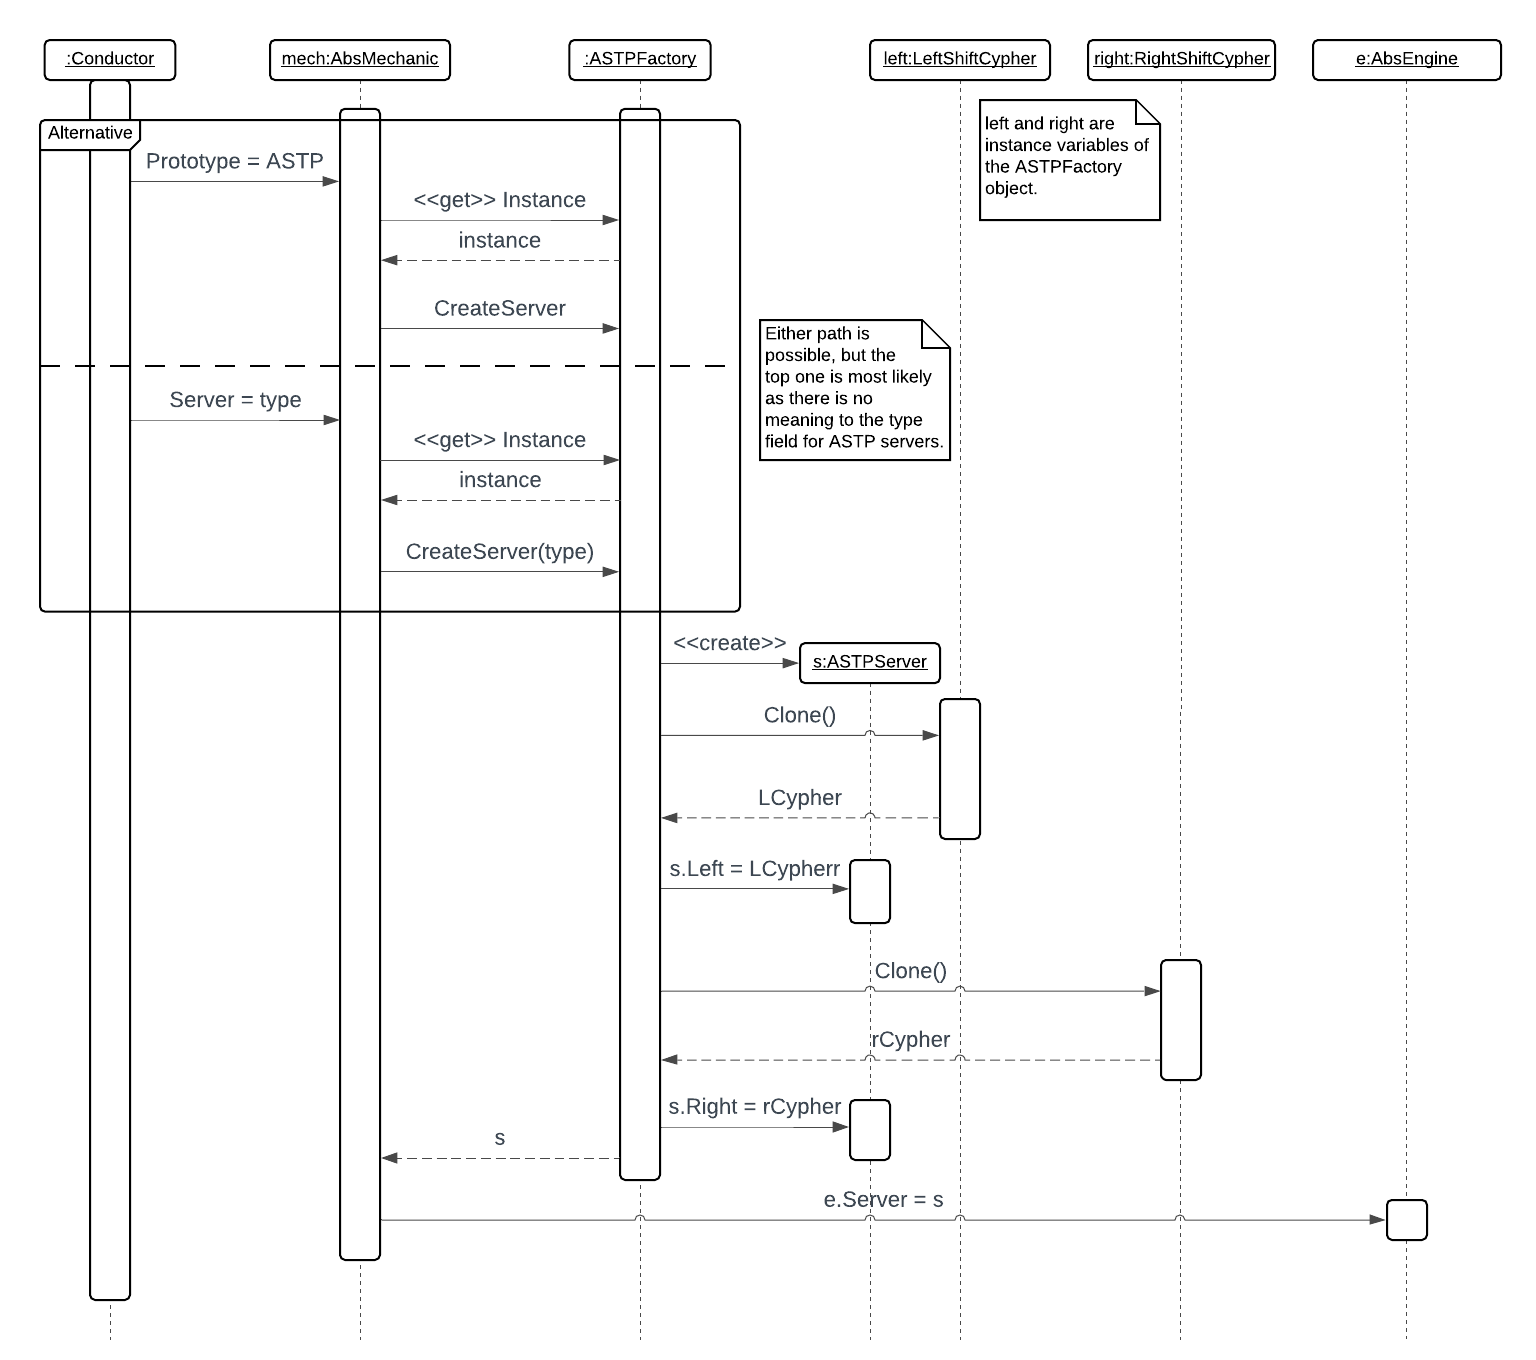 :Conductor
mech:AbsMechanic
:ASTPFactory
left:LeftShiftCypher
right:RightShiftCypher
e:AbsEngine
left and right are
instance variables of
the ASTPFactory
object.
Alternative
Prototype = ASTP
<<get>> Instance
instance
CreateServer
Either path is
possible, but the
top one is most likely
as there is no
meaning to the type
field for ASTP servers.
Server = type
<<get>> Instance
instance
CreateServer(type)
<<create>>
s:ASTPServer
Clone()
LCypher
s.Left = LCypherr
Clone()
rCypher
s.Right = rCypher
s
e.Server = s